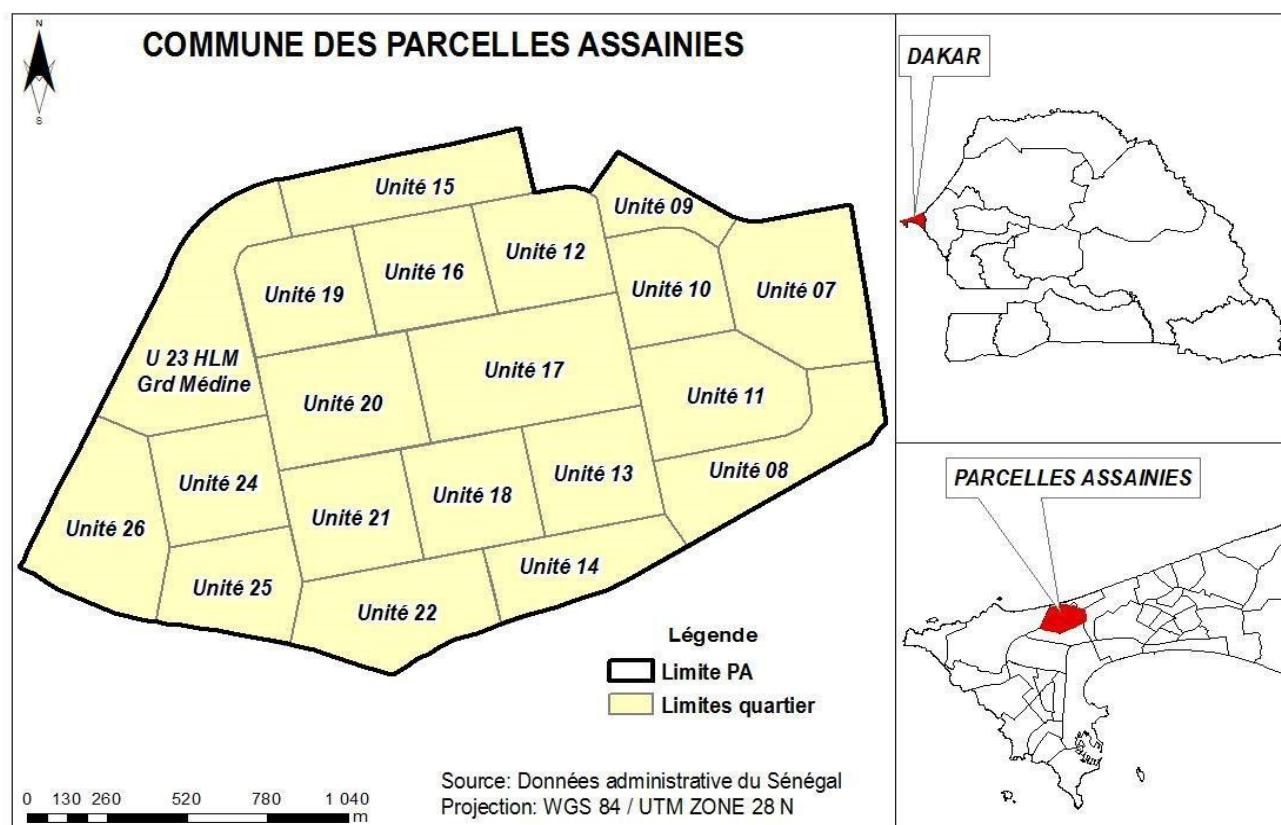 COMMUNE DES PARCELLES ASSAINIES
N
S
Unité 15
Unité 09
Unité 12
Unité 16
Unité 10
Unité 07
Unité 19
U 23 HLM
Grd Médine
Unité 17
Unité 20
Unité 11
Unité 08
Unité 13
Unité 24
Unité 18
Unité 21
Unité 26
Unité 14
Unité 25
Unité 22
Légende
Limite PA
Limites quartier
0 130 260 520 780 1 040
m
Source: Données administrative du Sénégal
Projection: WGS 84 / UTM ZONE 28 N
DAKAR
PARCELLES ASSAINIES